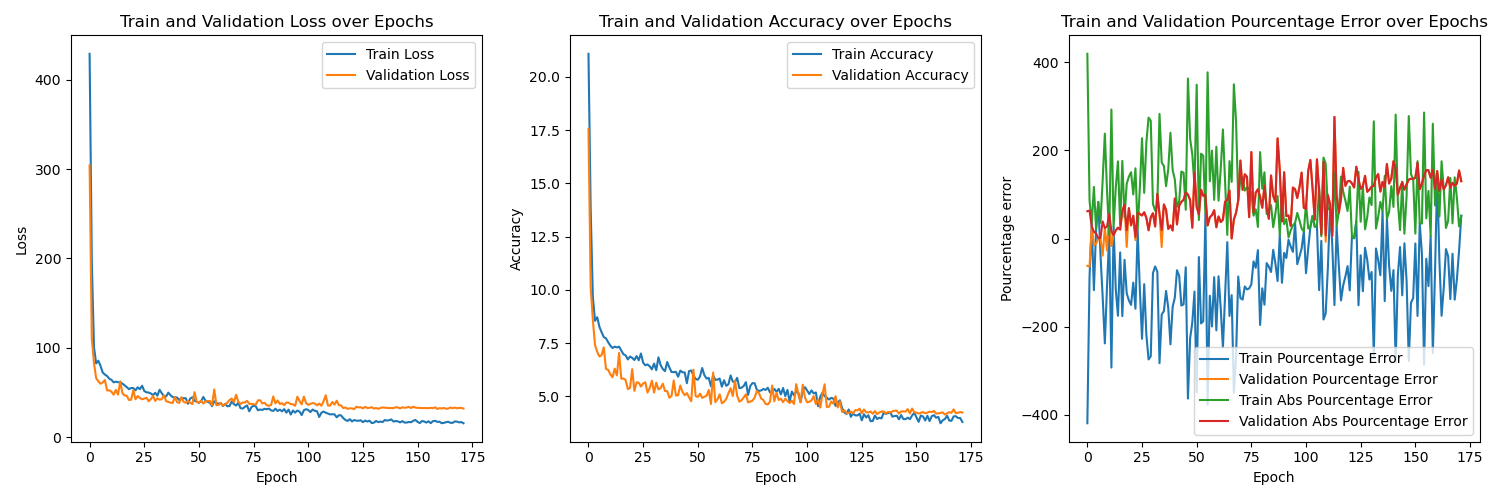 Train and Validation Loss over Epochs
Train Loss
Validation Loss
Loss
400
300
200
100
0
0 25 50 75 100 125 150 175
Epoch
Train and Validation Accuracy over Epochs
Train Accuracy
Validation Accuracy
Accuracy
20.0
17.5
15.0
12.5
10.0
7.5
5.0
0 25 50 75 100 125 150 175
Epoch
Train and Validation Pourcentage Error over Epochs
Pourcentage error
400
200
0
−200
−400
Train Pourcentage Error
Validation Pourcentage Error
Train Abs Pourcentage Error
Validation Abs Pourcentage Error
0 25 50 75 100 125 150 175
Epoch